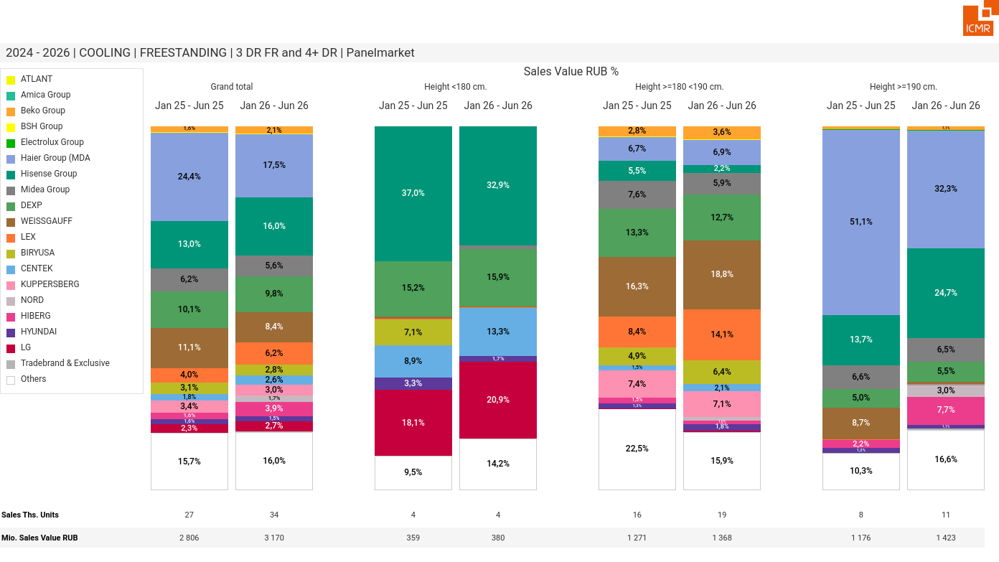 ICMR
2024 - 2026 | COOLING | FREESTANDING | 3 DR FR and 4+ DR | Panelmarket
Sales Value RUB %
ATLANT
Amica Group
Beko Group
BSH Group
Electrolux Group
Haier Group (MDA
Hisense Group
Midea Group
DEXP
WEISSGAUFF
LEX
BIRYUSA
CENTEK
KUPPERSBERG
NORD
HIBERG
HYUNDAI
LG
Tradebrand & Exclusive
Others
Grand total
Jan 25 - Jun 25
1,6%
24,4%
13,0%
6,2%
10,1%
11,1%
4,0%
3,1%
1,8%
3,4%
1,6%
1,6%
2,3%
15,7%
Jan 26 - Jun 26
2,1%
17,5%
16,0%
5,6%
9,8%
8,4%
6,2%
2,8%
2,6%
3,0%
1,7%
3,9%
1,5%
2,7%
16,0%
Height <180 cm.
Jan 25 - Jun 25
37,0%
15,2%
7,1%
8,9%
3,3%
18,1%
9,5%
Jan 26 - Jun 26
32,9%
15,9%
13,3%
1,7%
20,9%
14,2%
Height >=180 <190 cm.
Jan 25 - Jun 25
2,8%
6,7%
5,5%
7,6%
13,3%
16,3%
8,4%
4,9%
1,5%
7,4%
1,5%
1,3%
22,5%
Jan 26 - Jun 26
3,6%
6,9%
2,2%
5,9%
12,7%
18,8%
14,1%
6,4%
2,1%
7,1%
1,8%
15,9%
Height >=190 cm.
Jan 25 - Jun 25
51,1%
13,7%
6,6%
5,0%
8,7%
2,2%
1,2%
10,3%
Jan 26 - Jun 26
1,1%
32,3%
24,7%
6,5%
5,5%
3,0%
7,7%
1,1%
16,6%
Sales Ths. Units 27 34 4 4 16 19 8 11
Mio. Sales Value RUB 2 806 3 170 359 380 1 271 1 368 1 176 1 423